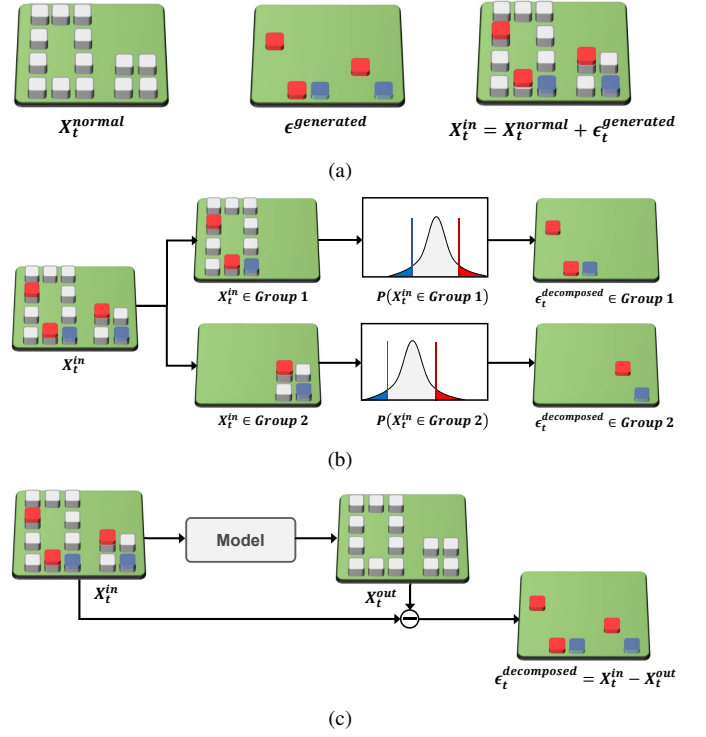 X_t^normal
ϵ^generated
X_t^in = X_t^normal + ϵ_t^generated
(a)
X_t^in
X_t^in ∈ Group 1
P(X_t^in ∈ Group 1)
ϵ_t^decomposed ∈ Group 1
X_t^in ∈ Group 2
P(X_t^in ∈ Group 2)
ϵ_t^decomposed ∈ Group 2
(b)
X_t^in
Model
X_t^out
ϵ_t^decomposed = X_t^in − X_t^out
(c)